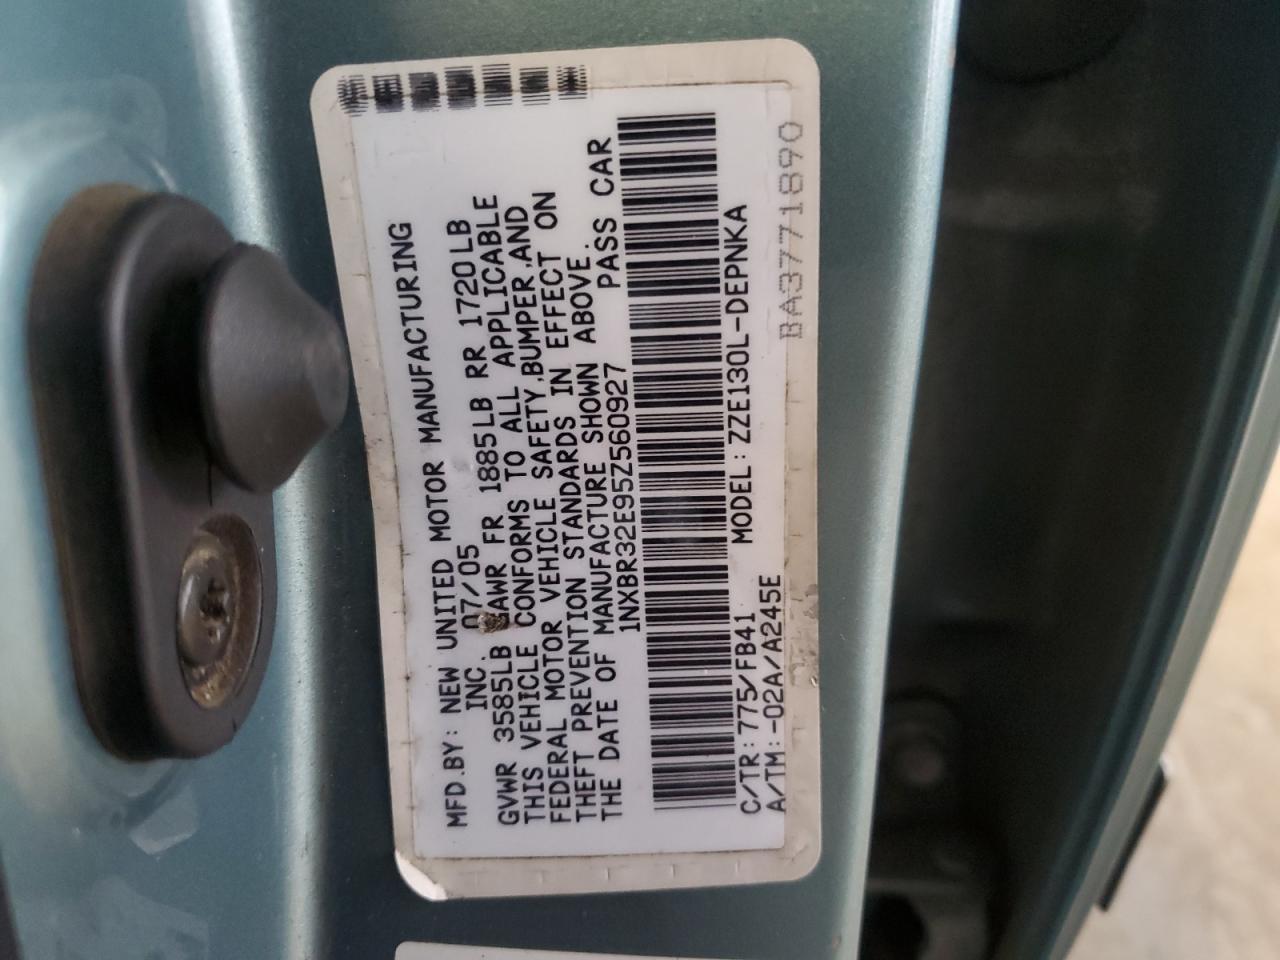 MFD.BY: NEW UNITED MOTOR MANUFACTURING
INC. 07/05
GVWR 3585LB GAWR FR 1885LB RR 1720LB
THIS VEHICLE CONFORMS TO ALL APPLICABLE
FEDERAL MOTOR VEHICLE SAFETY,BUMPER,AND
THEFT PREVENTION STANDARDS IN EFFECT ON
THE DATE OF MANUFACTURE SHOWN ABOVE.
1NXBR32E95Z560927 PASS CAR
C/TR:775/FB41 MODEL:ZZE130L-DEPNKA
A/TM:-02A/A245E
BA3771890